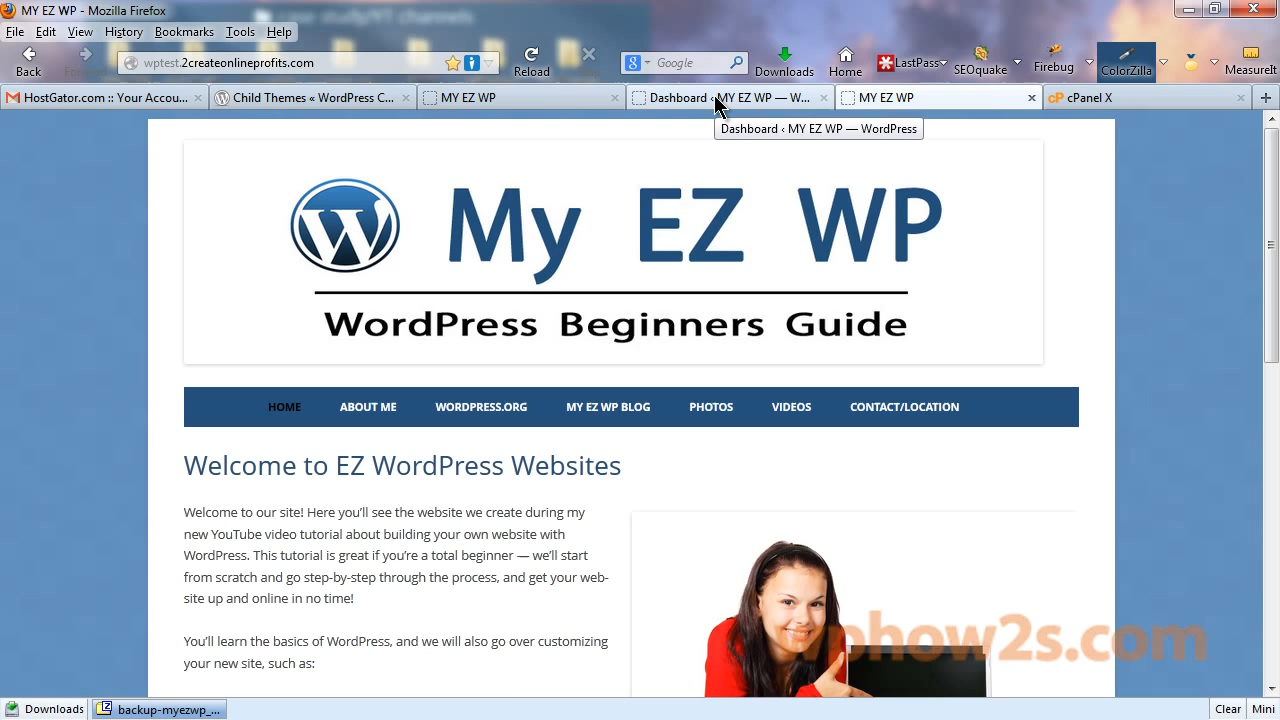 MY EZ WP - Mozilla Firefox
case study/YT channels
File Edit View History Bookmarks Tools Help
Back
wptest.2createonlineprofits.com
Reload
Google
Downloads
Home
LastPass
SEOquake
Firebug
ColorZilla
MeasureIt
HostGator.com :: Your Accou...
Child Themes « WordPress C...
MY EZ WP
Dashboard ‹ MY EZ WP — W...
MY EZ WP
cP cPanel X
Dashboard ‹ MY EZ WP — WordPress
My EZ WP
WordPress Beginners Guide
HOME ABOUT ME WORDPRESS.ORG MY EZ WP BLOG PHOTOS VIDEOS CONTACT/LOCATION
Welcome to EZ WordPress Websites
Welcome to our site! Here you'll see the website we create during my
new YouTube video tutorial about building your own website with
WordPress. This tutorial is great if you're a total beginner — we'll start
from scratch and go step-by-step through the process, and get your web-
site up and online in no time!
You'll learn the basics of WordPress, and we will also go over customizing
your new site, such as:
wphow2s.com
Downloads
backup-myezwp_...
Clear
Mini